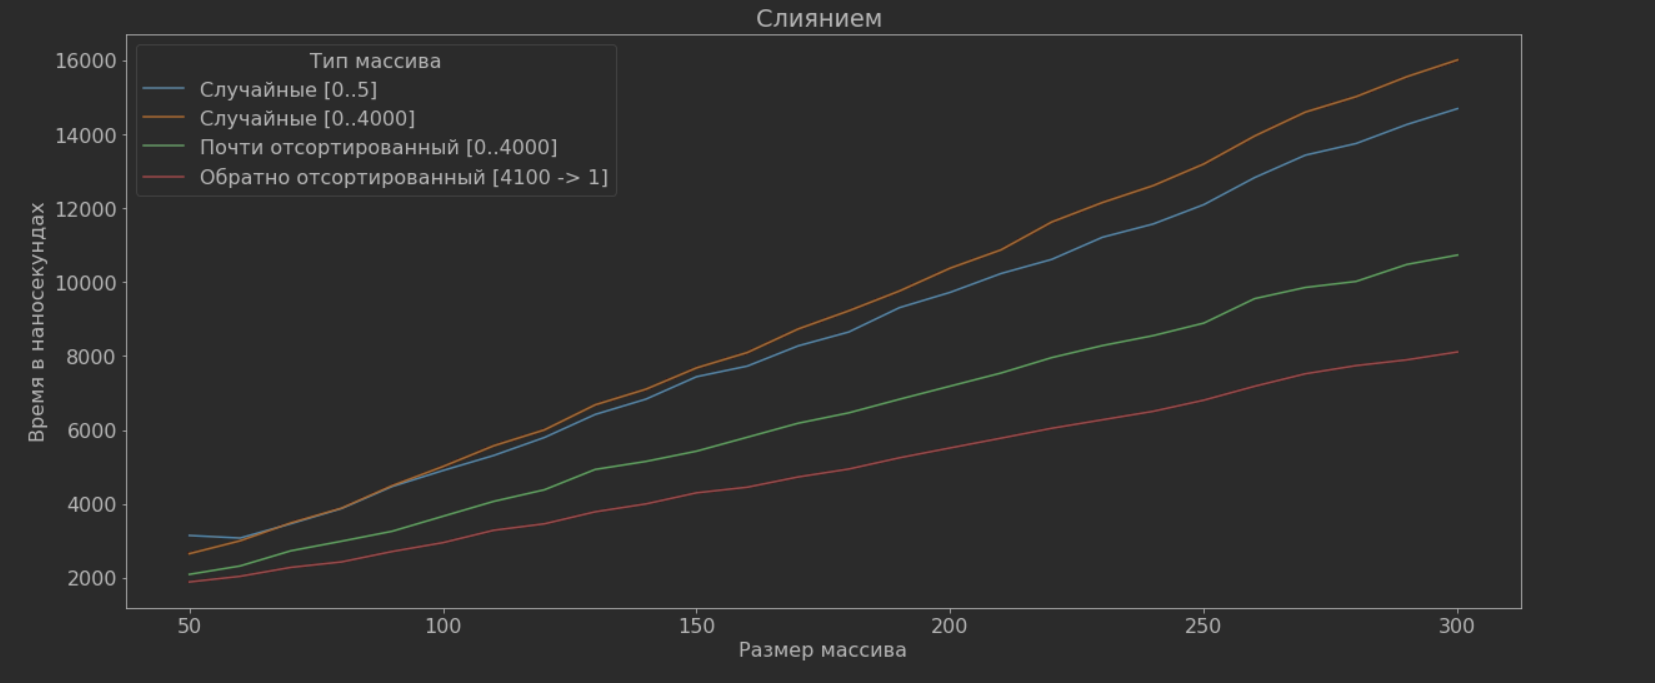 Слиянием
Тип массива
Случайные [0..5]
Случайные [0..4000]
Почти отсортированный [0..4000]
Обратно отсортированный [4100 -> 1]
Время в наносекундах
16000
14000
12000
10000
8000
6000
4000
2000
50 100 150 200 250 300
Размер массива